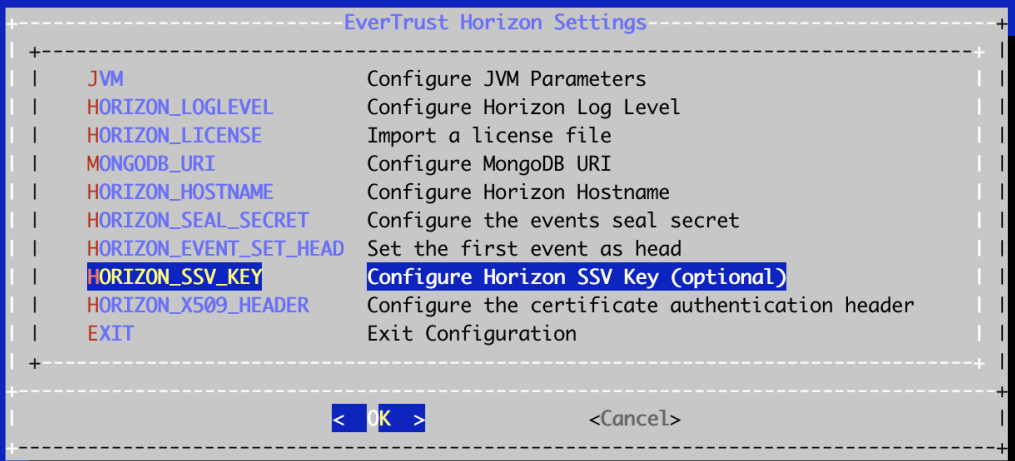 EverTrust Horizon Settings
JVM Configure JVM Parameters
HORIZON_LOGLEVEL Configure Horizon Log Level
HORIZON_LICENSE Import a license file
MONGODB_URI Configure MongoDB URI
HORIZON_HOSTNAME Configure Horizon Hostname
HORIZON_SEAL_SECRET Configure the events seal secret
HORIZON_EVENT_SET_HEAD Set the first event as head
HORIZON_SSV_KEY Configure Horizon SSV Key (optional)
HORIZON_X509_HEADER Configure the certificate authentication header
EXIT Exit Configuration
< OK > <Cancel>